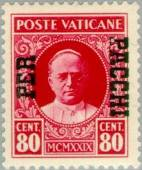 POSTE VATICANE
PER
PACCHI
MCMXXIX
CENT. CENT.
80 80